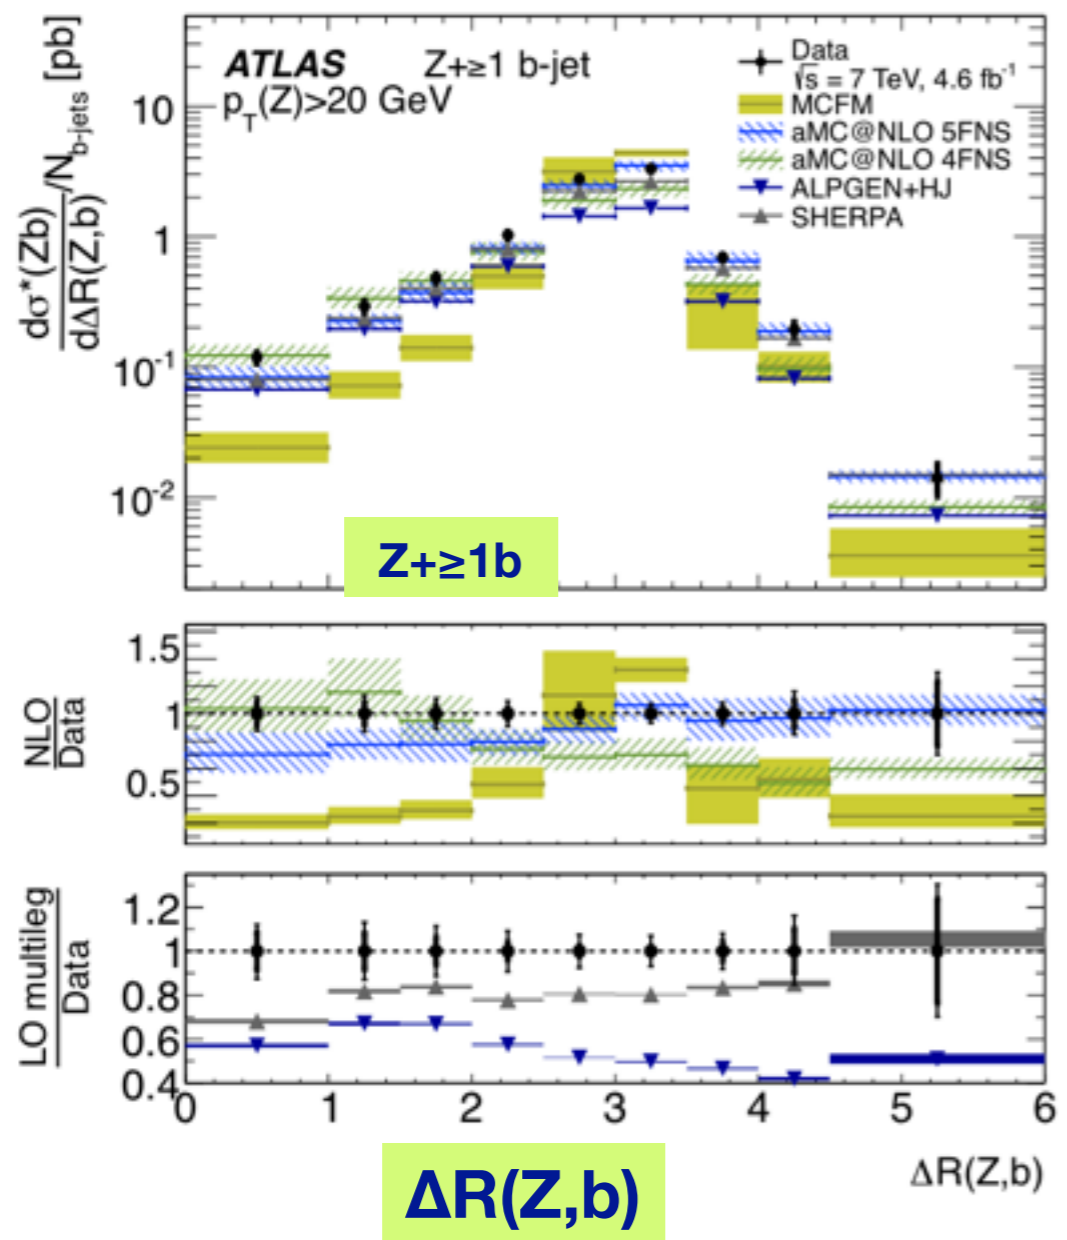 ATLAS Z+≥1 b-jet
p_T(Z)>20 GeV
Data
√s = 7 TeV, 4.6 fb⁻¹
MCFM
aMC@NLO 5FNS
aMC@NLO 4FNS
ALPGEN+HJ
SHERPA
dσ*(Zb)
dΔR(Z,b)
/N_b-jets [pb]
10
1
10⁻¹
10⁻²
Z+≥1b
NLO
Data
1.5
1
0.5
LO multileg
Data
1.2
1
0.8
0.6
0.4
0 1 2 3 4 5 6
ΔR(Z,b)
ΔR(Z,b)